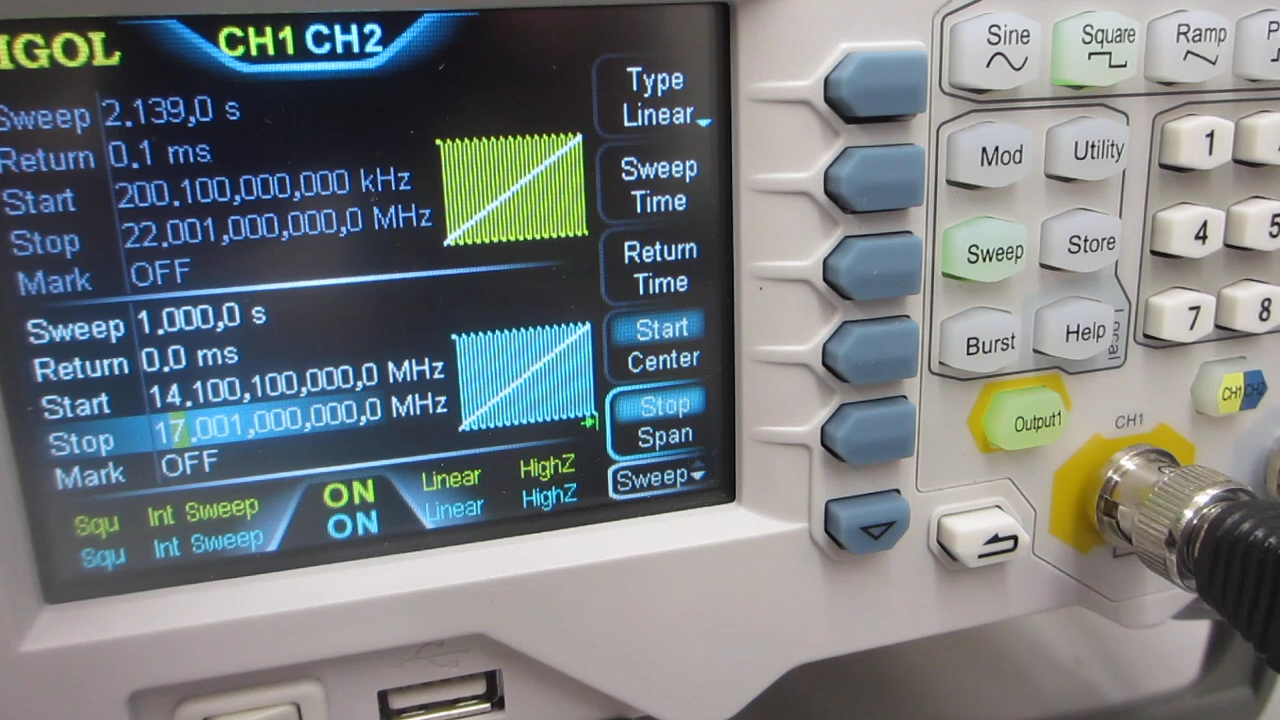 IGOL
CH1 CH2
Sweep 2.139,0 s
Return 0.1 ms
Start 200.100,000,000 kHz
Stop 22.001,000,000,0 MHz
Mark OFF
Sweep 1.000,0 s
Return 0.0 ms
Start 14.100,100,000,0 MHz
Stop 17.001,000,000,0 MHz
Mark OFF
Squ Int Sweep ON Linear HighZ
Squ Int Sweep ON Linear HighZ
Type
Linear
Sweep
Time
Return
Time
Start
Center
Stop
Span
Sweep
Sine
Square
Ramp
P
Mod
Utility
Sweep
Store
Burst
Help
Local
1
4
5
7
8
Output1
CH1
CH1 CH2